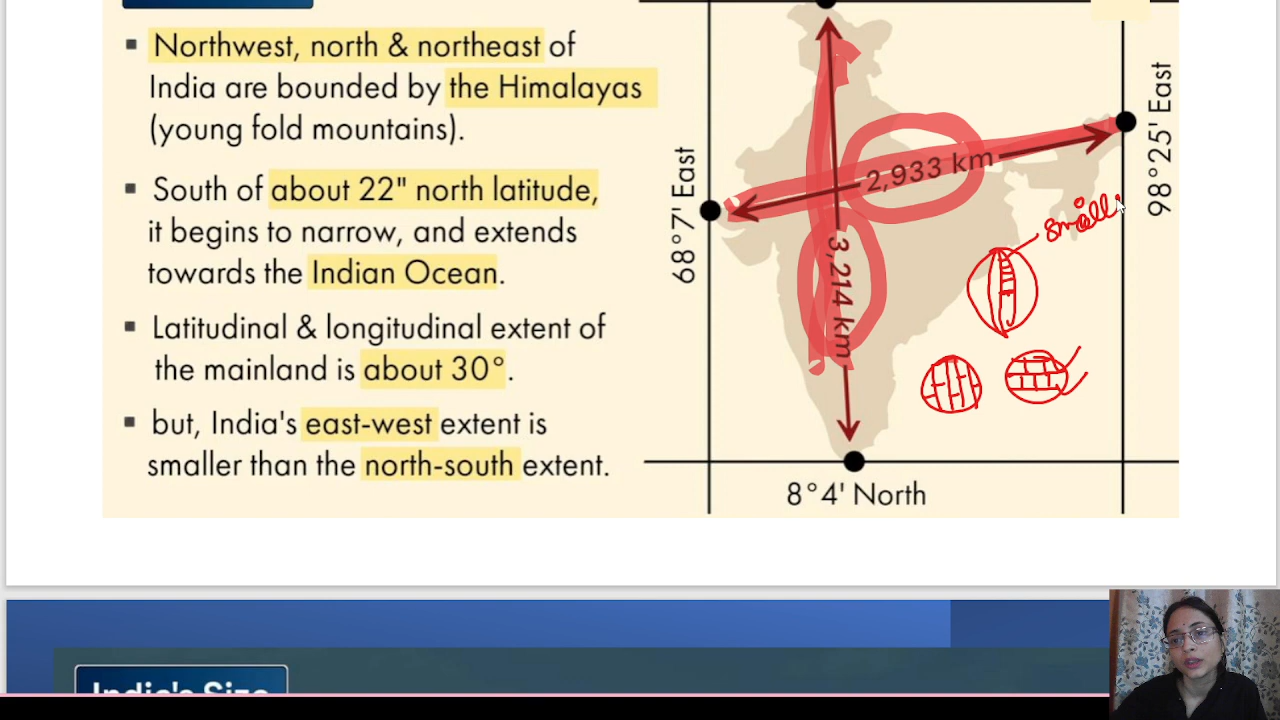 ▪ Northwest, north & northeast of
India are bounded by the Himalayas
(young fold mountains).
▪ South of about 22" north latitude,
it begins to narrow, and extends
towards the Indian Ocean.
▪ Latitudinal & longitudinal extent of
the mainland is about 30°.
▪ but, India's east-west extent is
smaller than the north-south extent.
68°7' East
2,933 km
3,214 km
98°25' East
small
8°4' North
India's Size